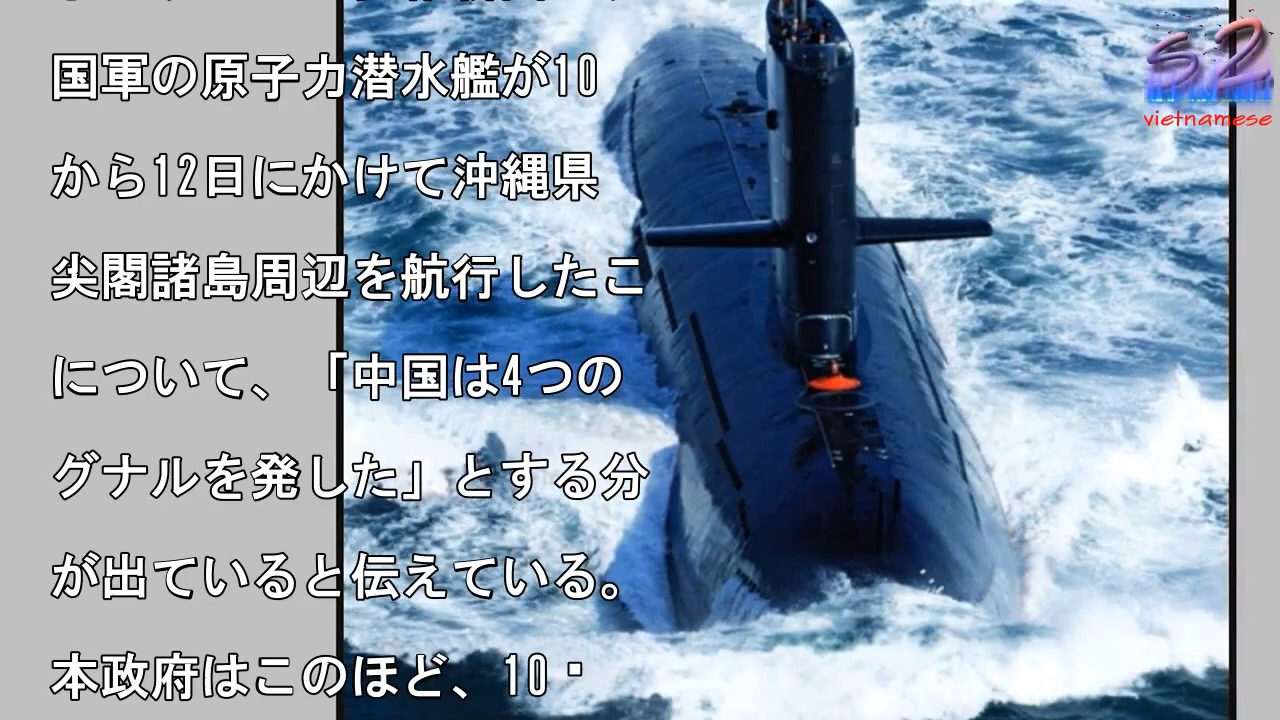 国軍の原子力潜水艦が10
から12日にかけて沖縄県
尖閣諸島周辺を航行したこ
について、「中国は4つの
グナルを発した」とする分
が出ていると伝えている。
本政府はこのほど、10・
S2
vietnamese